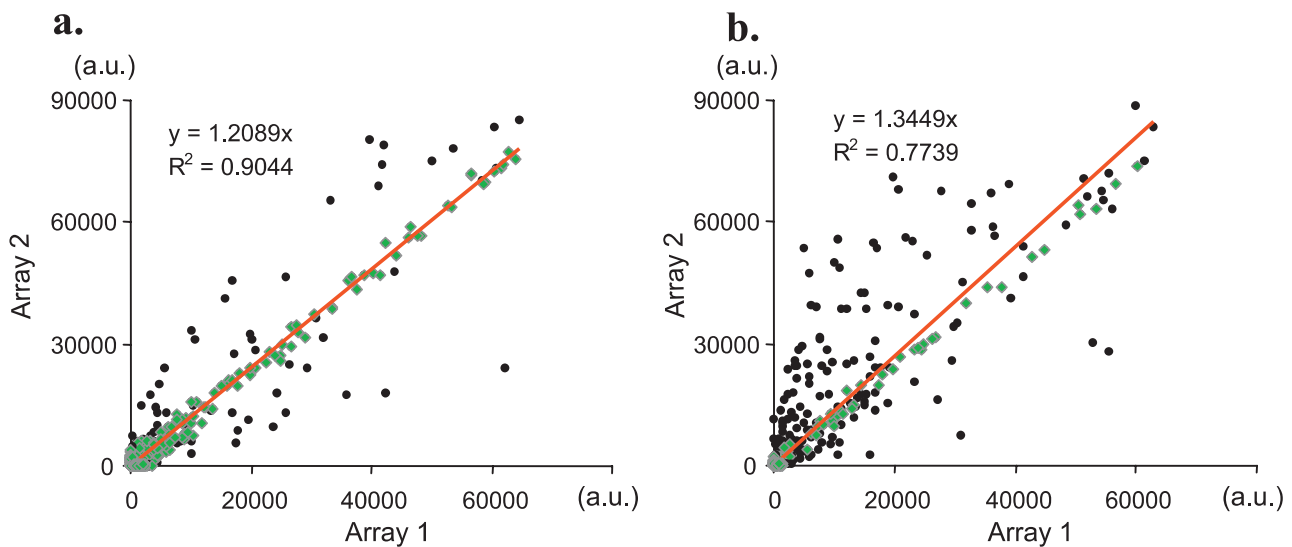 a.
(a.u.)
90000
60000
30000
0
Array 2
y = 1.2089x
R² = 0.9044
0 20000 40000 60000 (a.u.)
Array 1
b.
(a.u.)
90000
60000
30000
0
Array 2
y = 1.3449x
R² = 0.7739
0 20000 40000 60000 (a.u.)
Array 1